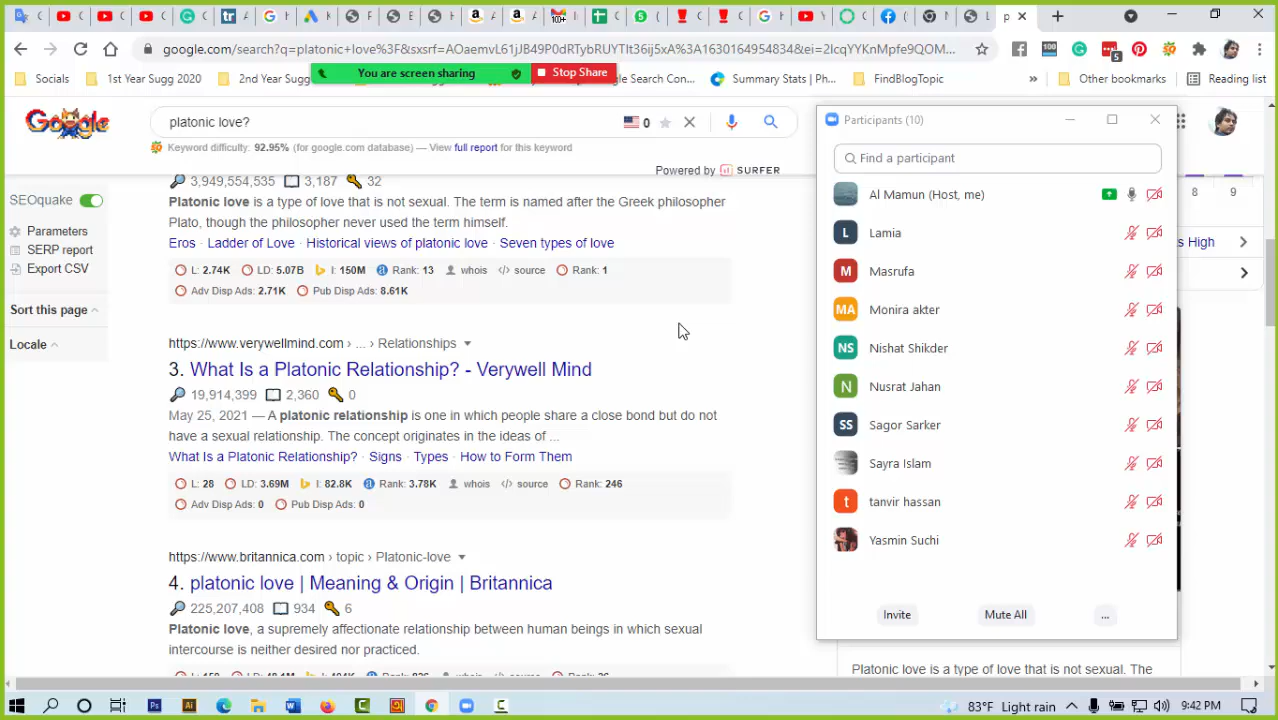 google.com/search?q=platonic+love%3F&sxsrf=AOaemvL61jJB49P0dRTybRUYTIt36ij5xA%3A1630164954834&ei=2IcqYYKnMpfe9QOM...
Socials
1st Year Sugg 2020
2nd Year Sugg
You are screen sharing
Stop Share
gle Search Con...
Summary Stats | Ph...
FindBlogTopic
»
Other bookmarks
Reading list
Google
platonic love?
0
Keyword difficulty: 92.95% (for google.com database) — View full report for this keyword
Powered by SURFER
SEOquake
Parameters
SERP report
Export CSV
Sort this page
Locale
3,949,554,535 3,187 32
Platonic love is a type of love that is not sexual. The term is named after the Greek philosopher
Plato, though the philosopher never used the term himself.
Eros · Ladder of Love · Historical views of platonic love · Seven types of love
L: 2.74K LD: 5.07B I: 150M Rank: 13 whois </> source Rank: 1
Adv Disp Ads: 2.71K Pub Disp Ads: 8.61K
https://www.verywellmind.com › ... › Relationships
3. What Is a Platonic Relationship? - Verywell Mind
19,914,399 2,360 0
May 25, 2021 — A platonic relationship is one in which people share a close bond but do not
have a sexual relationship. The concept originates in the ideas of ...
What Is a Platonic Relationship? · Signs · Types · How to Form Them
L: 28 LD: 3.69M I: 82.8K Rank: 3.78K whois </> source Rank: 246
Adv Disp Ads: 0 Pub Disp Ads: 0
https://www.britannica.com › topic › Platonic-love
4. platonic love | Meaning & Origin | Britannica
225,207,408 934 6
Platonic love, a supremely affectionate relationship between human beings in which sexual
intercourse is neither desired nor practiced.
Participants (10)
Find a participant
Al Mamun (Host, me)
L Lamia
M Masrufa
MA Monira akter
NS Nishat Shikder
N Nusrat Jahan
SS Sagor Sarker
Sayra Islam
t tanvir hassan
Yasmin Suchi
Invite
Mute All
...
8 9
s High
Platonic love is a type of love that is not sexual. The
83°F Light rain
9:42 PM